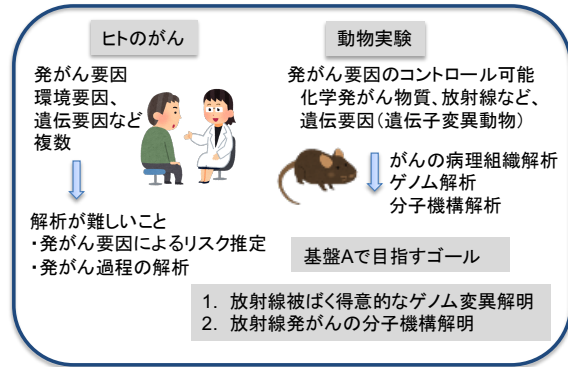 ヒトのがん
発がん要因
環境要因、
遺伝要因など
複数
解析が難しいこと
・発がん要因によるリスク推定
・発がん過程の解析
動物実験
発がん要因のコントロール可能
化学発がん物質、放射線など、
遺伝要因(遺伝子変異動物)
がんの病理組織解析
ゲノム解析
分子機構解析
基盤Aで目指すゴール
1. 放射線被ばく得意的なゲノム変異解明
2. 放射線発がんの分子機構解明